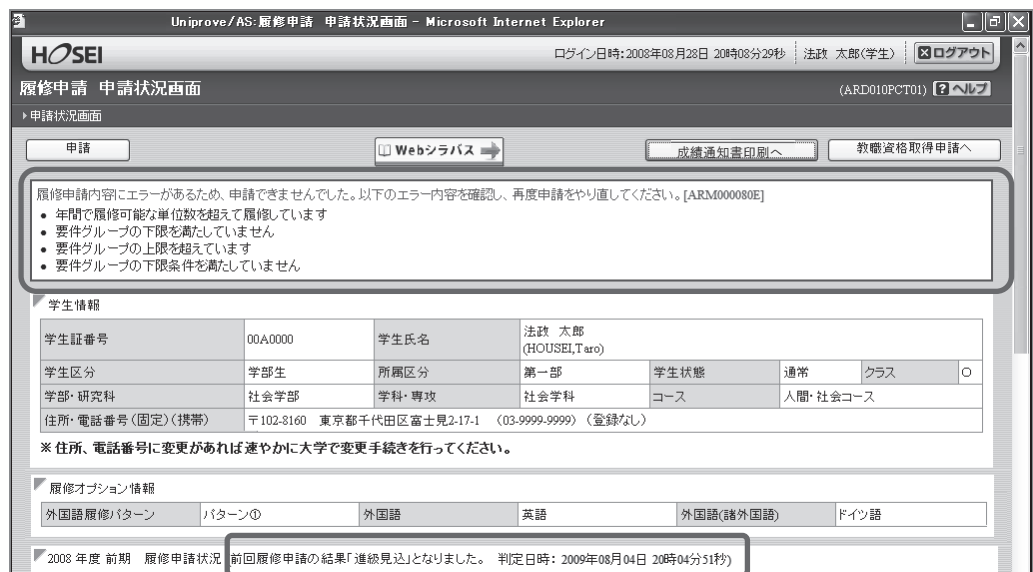 Uniprove/AS:履修申請 申請状況画面 - Microsoft Internet Explorer
HOSEI ログイン日時:2008年08月28日 20時08分29秒 法政 太郎(学生) ログアウト
履修申請 申請状況画面 (ARD010PCT01) ? ヘルプ
申請状況画面
申請 Webシラバス 成績通知書印刷へ 教職資格取得申請へ
履修申請内容にエラーがあるため、申請できませんでした。以下のエラー内容を確認し、再度申請をやり直してください。[ARM000080E]
• 年間で履修可能な単位数を超えて履修しています
• 要件グループの下限を満たしていません
• 要件グループの上限を超えています
• 要件グループの下限条件を満たしていません
学生情報
学生証番号 00A0000 学生氏名 法政 太郎
(HOUSEI,Taro)
学生区分 学部生 所属区分 第一部 学生状態 通常 クラス O
学部・研究科 社会学部 学科・専攻 社会学科 コース 人間・社会コース
住所・電話番号(固定)(携帯) 〒102-8160 東京都千代田区富士見2-17-1 (03-9999-9999) (登録なし)
※住所、電話番号に変更があれば速やかに大学で変更手続きを行ってください。
履修オプション情報
外国語履修パターン パターン① 外国語 英語 外国語(諸外国語) ドイツ語
2008 年度 前期 履修申請状況 前回履修申請の結果「進級見込」となりました。 判定日時: 2009年08月04日 20時04分51秒)